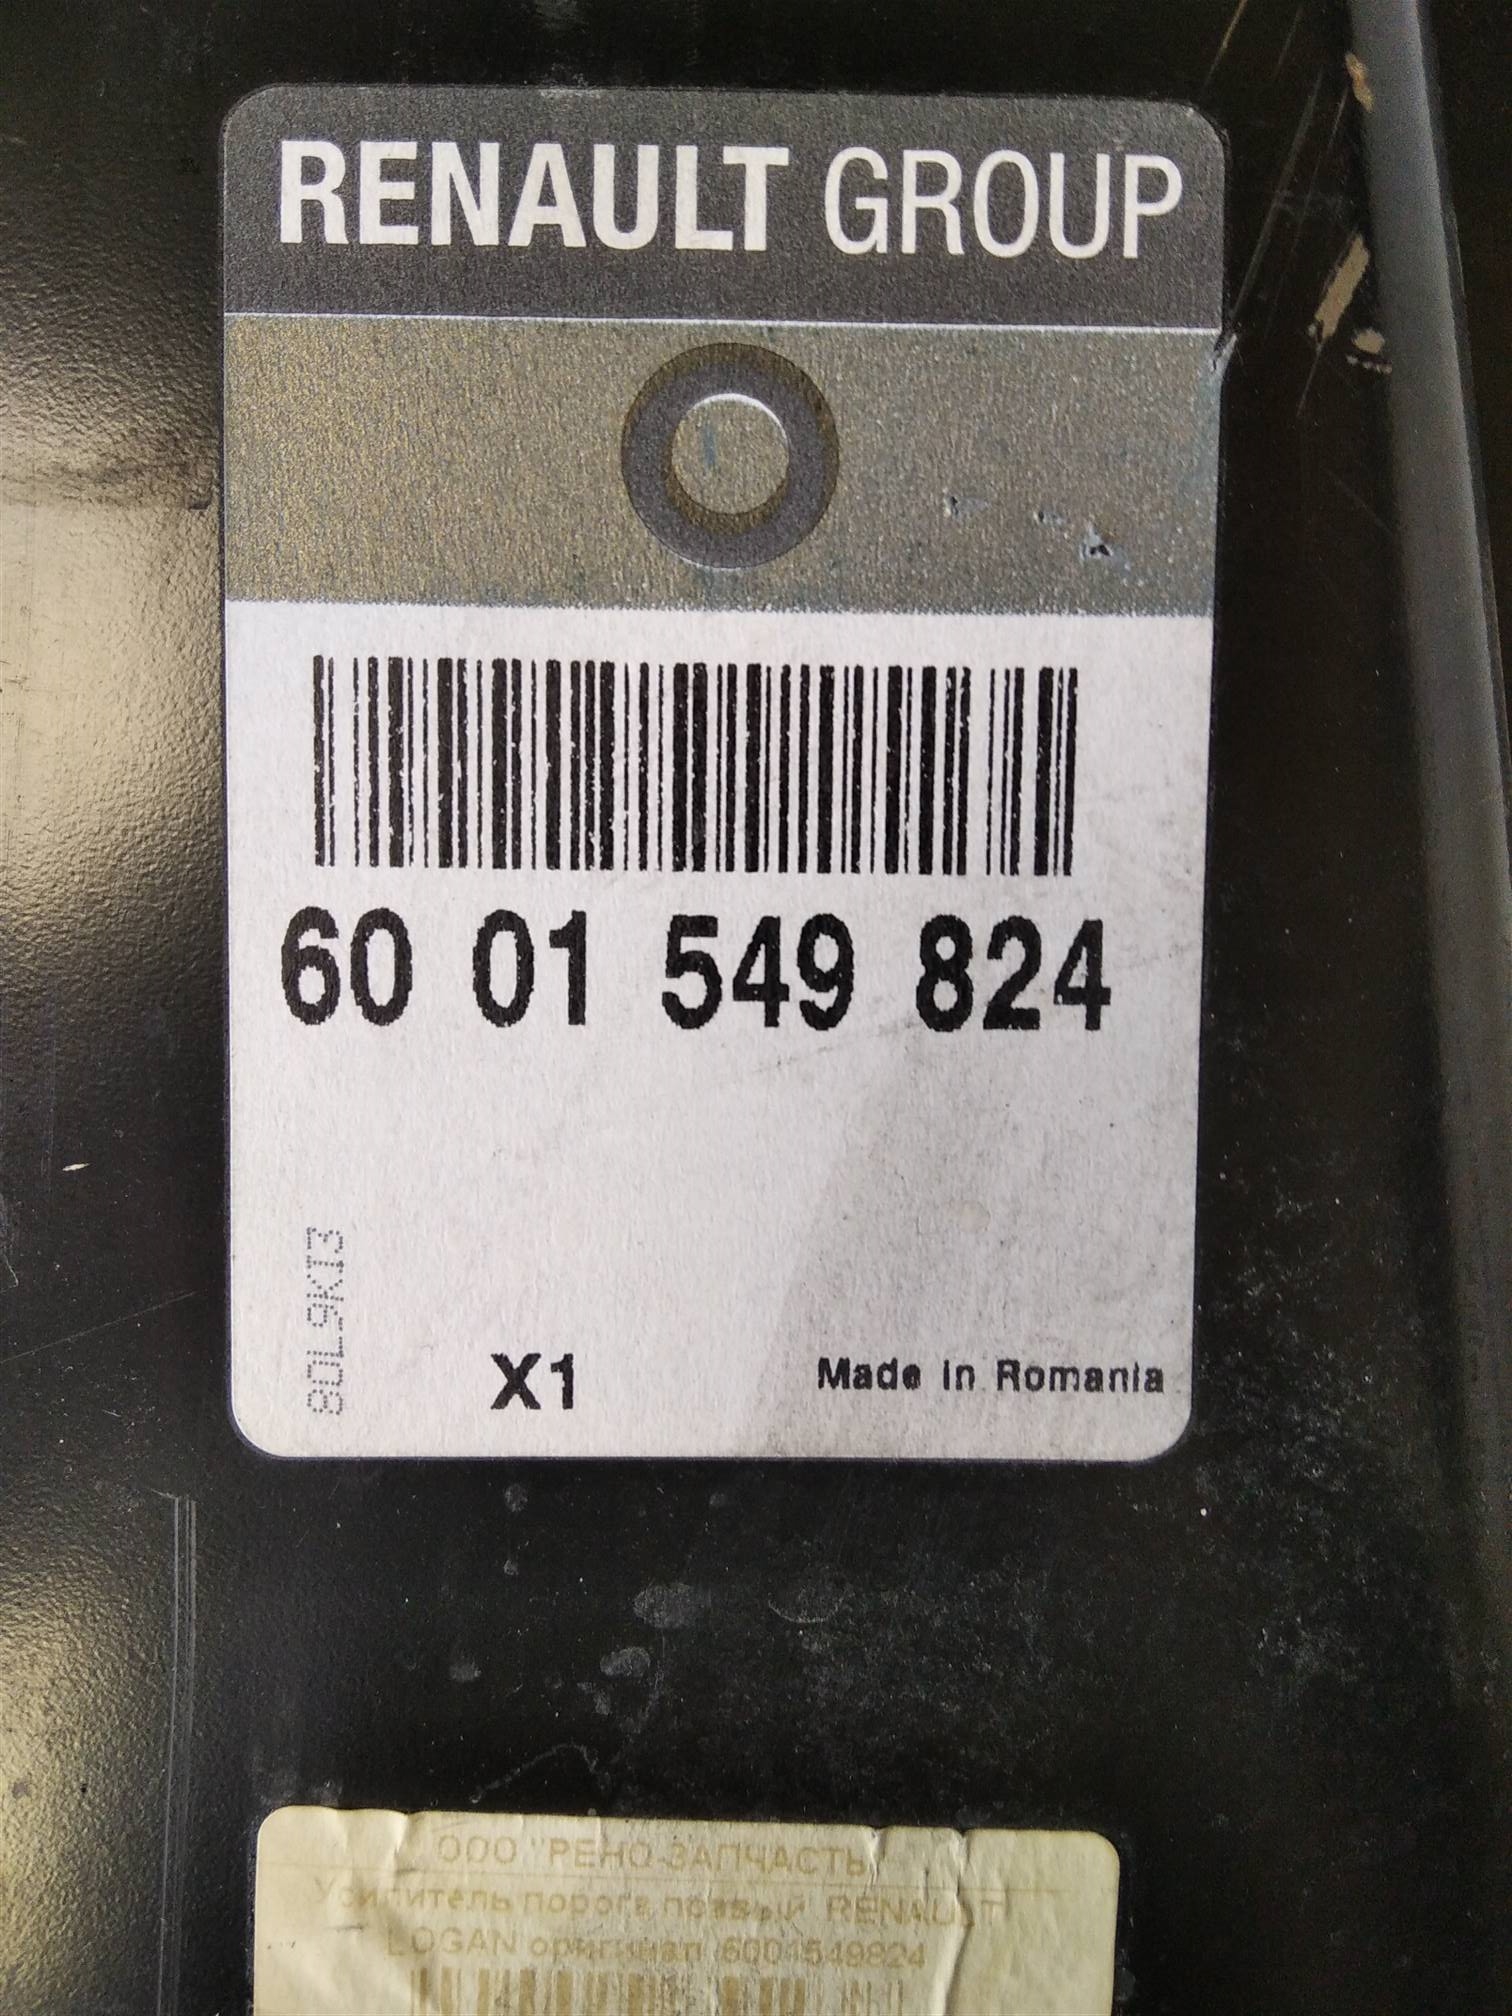 RENAULT GROUP
60 01 549 824
8OL9KI3
X1
Made in Romania
ООО "РЕНО-ЗАПЧАСТЬ"
Усилитель порога правый RENAULT
LOGAN оригинал 6001549824